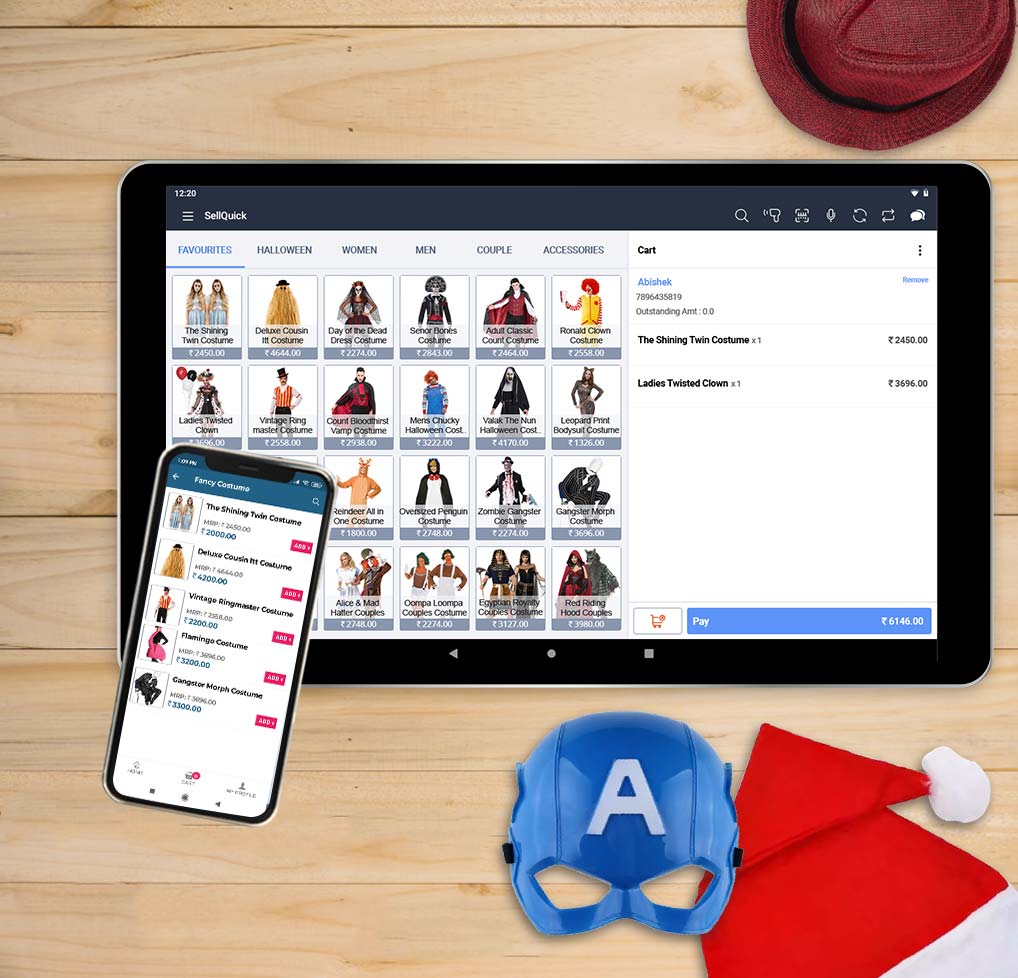 12:20
SellQuick
FAVOURITES HALLOWEEN WOMEN MEN COUPLE ACCESSORIES
The Shining
Twin Costume
₹ 2450.00
Deluxe Cousin
Itt Costume
₹ 4644.00
Day of the Dead
Dress Costume
₹ 2274.00
Senor Bones
Costume
₹ 2843.00
Adult Classic
Count Costume
₹ 2464.00
Ronald Clown
Costume
₹ 2558.00
Ladies Twisted
Clown
₹ 3696.00
Vintage Ring
master Costume
₹ 2558.00
Count Bloodthirst
Vamp Costume
₹ 2938.00
Mens Chucky
Halloween Cost..
₹ 3222.00
Valak The Nun
Halloween Cost..
₹ 4170.00
Leopard Print
Bodysuit Costume
₹ 1326.00
Reindeer All in
One Costume
₹ 1800.00
Oversized Penguin
Costume
₹ 2748.00
Zombie Gangster
Costume
₹ 2274.00
Gangster Morph
Costume
₹ 3696.00
Alice & Mad
Hatter Couples
₹ 2748.00
Oompa Loompa
Couples Costume
₹ 2274.00
Egyptian Royalty
Couples Costume
₹ 3127.00
Red Riding
Hood Couples
₹ 3980.00
Cart
Abishek
Remove
7896435819
Outstanding Amt : 0.0
The Shining Twin Costume x 1 ₹ 2450.00
Ladies Twisted Clown x 1 ₹ 3696.00
Pay ₹ 6146.00
1:09 PM
Fancy Costume
The Shining Twin Costume
MRP: ₹ 2450.00
₹ 2000.00
ADD +
Deluxe Cousin Itt Costume
MRP: ₹ 4644.00
₹ 4200.00
ADD +
Vintage Ringmaster Costume
MRP: ₹ 2558.00
₹ 2200.00
ADD +
Flamingo Costume
MRP: ₹ 3696.00
₹ 3200.00
ADD +
Gangster Morph Costume
MRP: ₹ 3696.00
₹ 3300.00
ADD +
HOME
CART
MY PROFILE
A